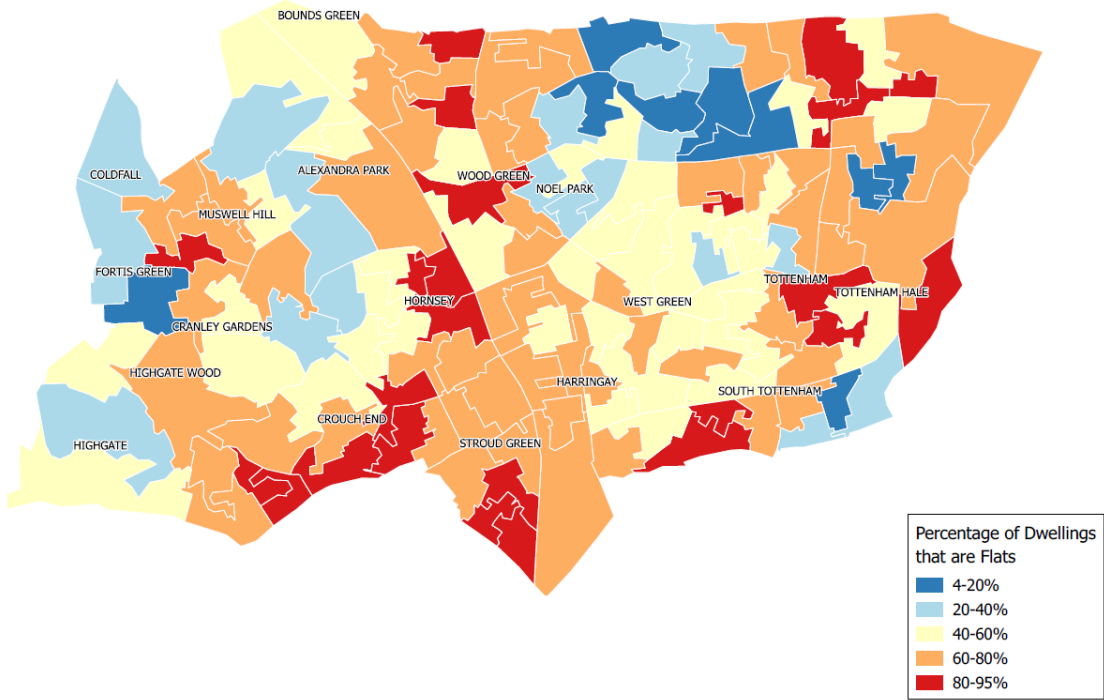 BOUNDS GREEN
COLDFALL
ALEXANDRA PARK
WOOD GREEN
NOEL PARK
MUSWELL HILL
FORTIS GREEN
TOTTENHAM
TOTTENHAM HALE
HORNSEY
WEST GREEN
CRANLEY GARDENS
HIGHGATE WOOD
HARRINGAY
SOUTH TOTTENHAM
CROUCH END
HIGHGATE
STROUD GREEN
Percentage of Dwellings
that are Flats
4-20%
20-40%
40-60%
60-80%
80-95%